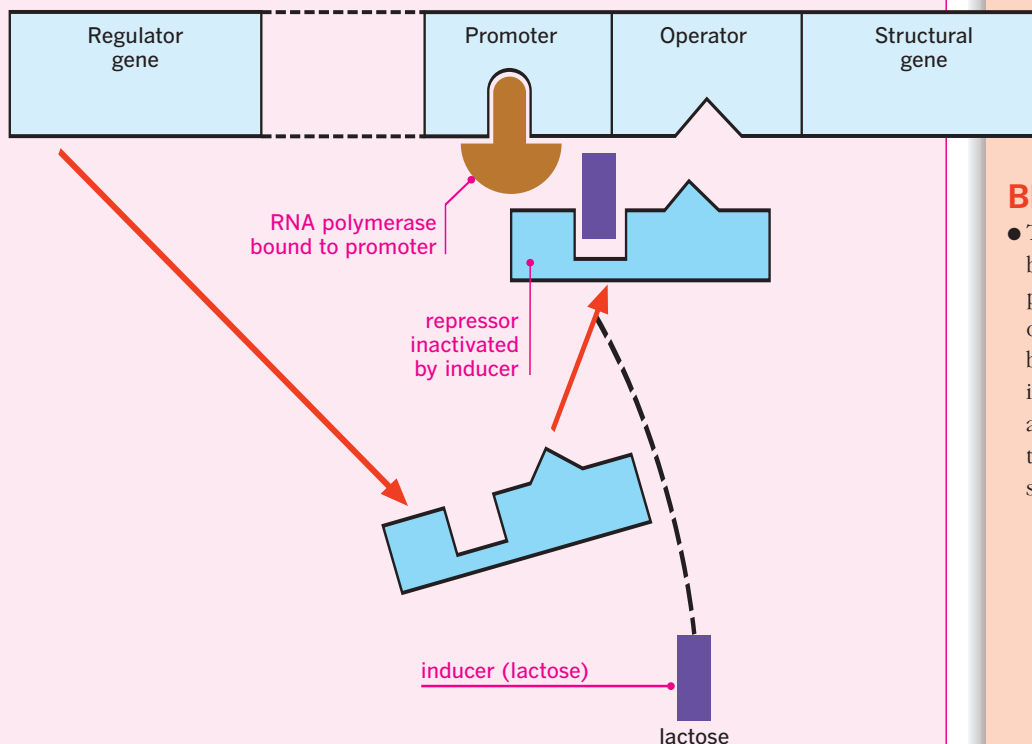 Regulator
gene
Promoter
Operator
Structural
gene
RNA polymerase
bound to promoter
repressor
inactivated
by inducer
inducer (lactose)
lactose
B